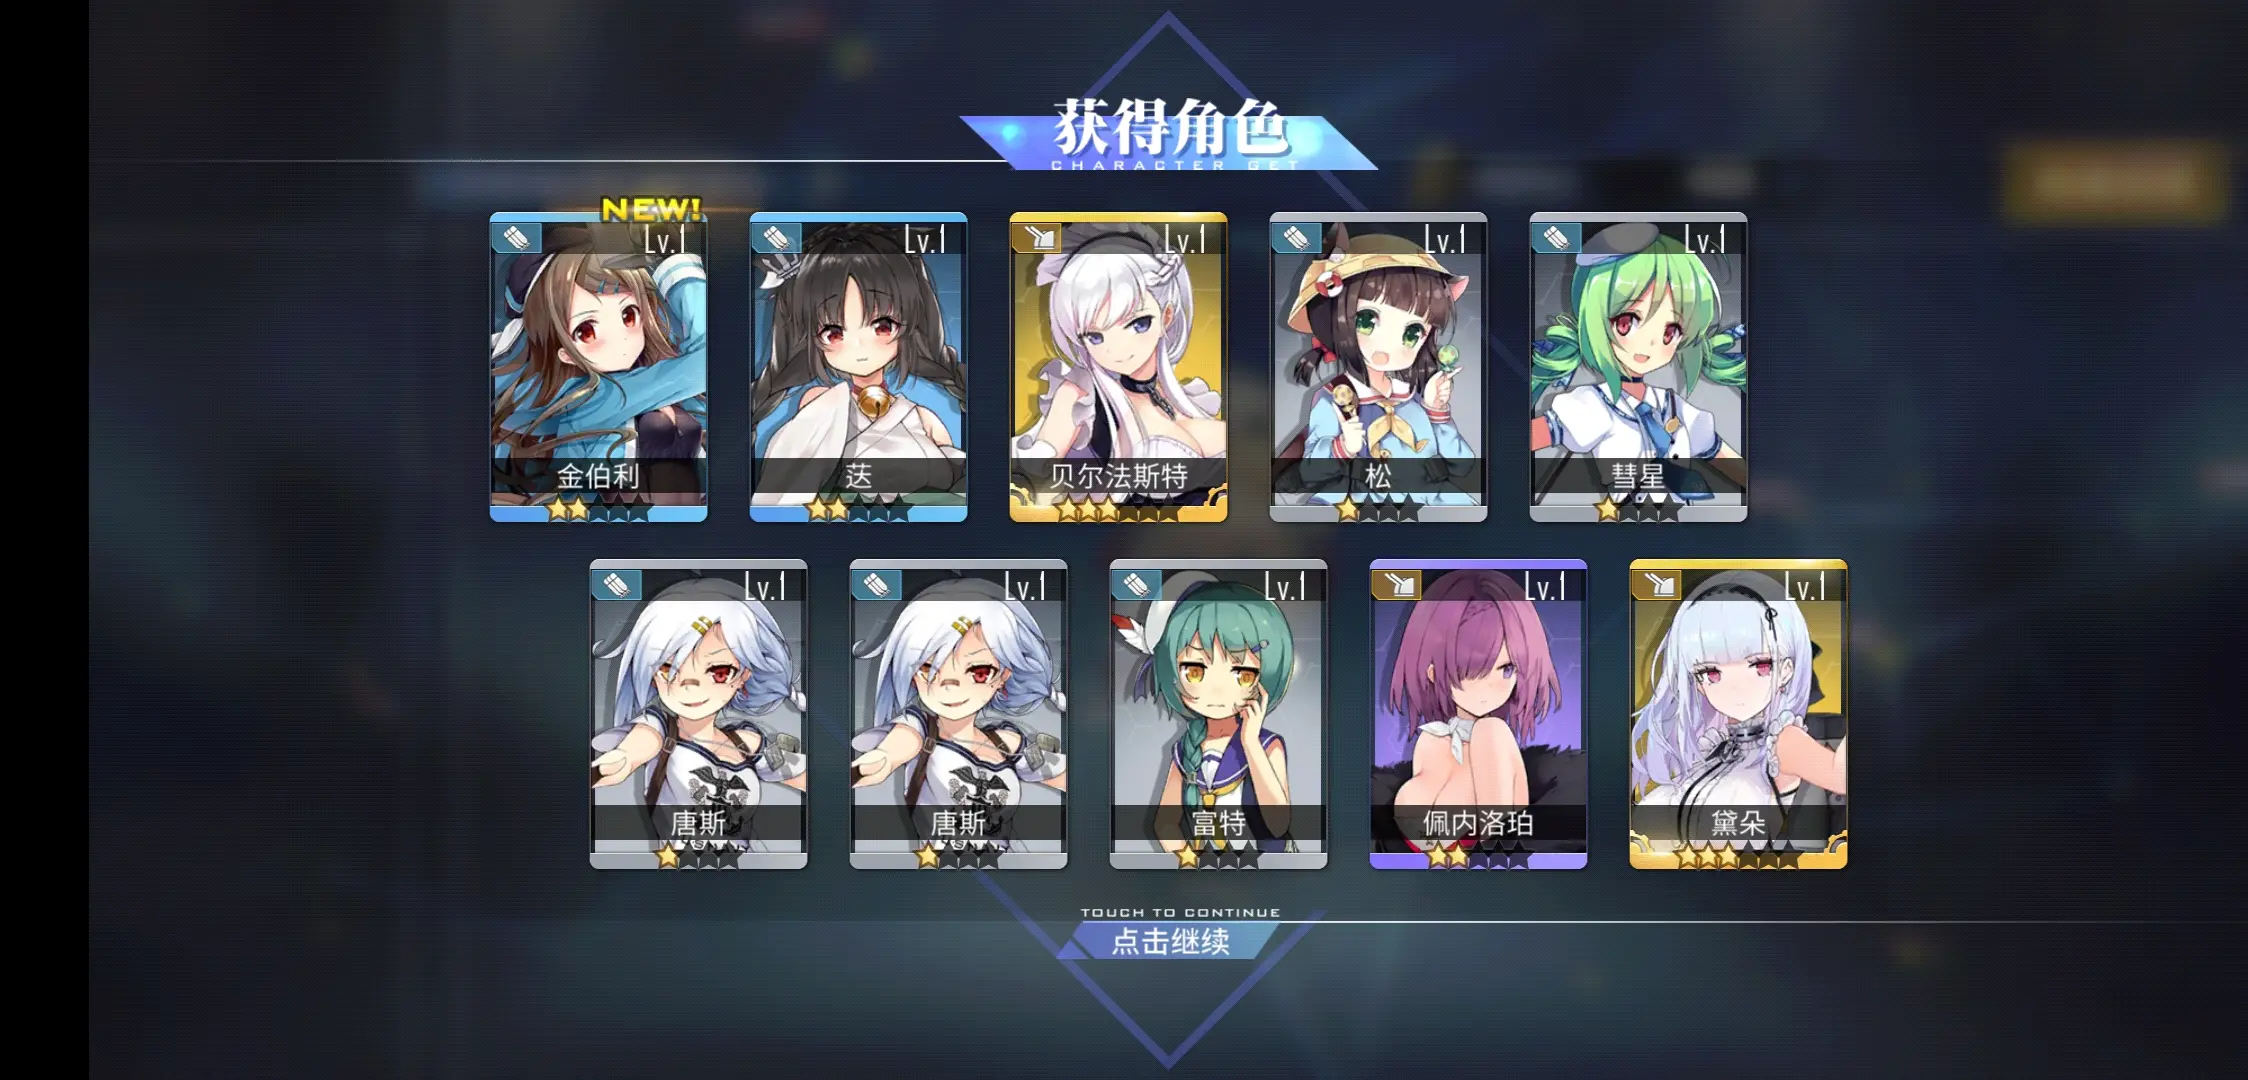 获得角色
CHARACTER GET
NEW!
Lv.1
Lv.1
Lv.1
Lv.1
Lv.1
金伯利
荙
贝尔法斯特
松
彗星
Lv.1
Lv.1
Lv.1
Lv.1
Lv.1
唐斯
唐斯
富特
佩内洛珀
黛朵
TOUCH TO CONTINUE
点击继续